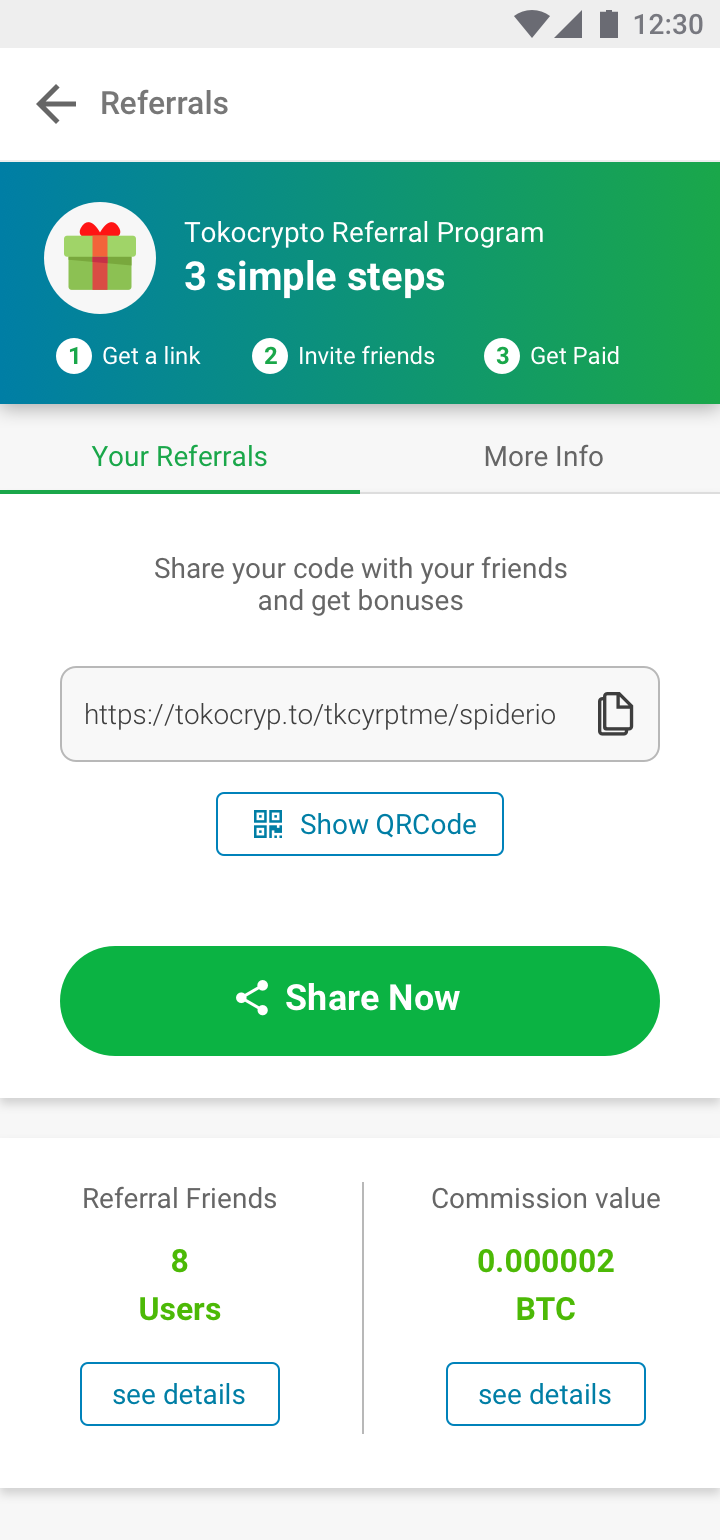 12:30
Referrals
Tokocrypto Referral Program
3 simple steps
1 Get a link 2 Invite friends 3 Get Paid
Your Referrals More Info
Share your code with your friends
and get bonuses
https://tokocryp.to/tkcyrptme/spiderio
Show QRCode
Share Now
Referral Friends
8
Users
see details
Commission value
0.000002
BTC
see details